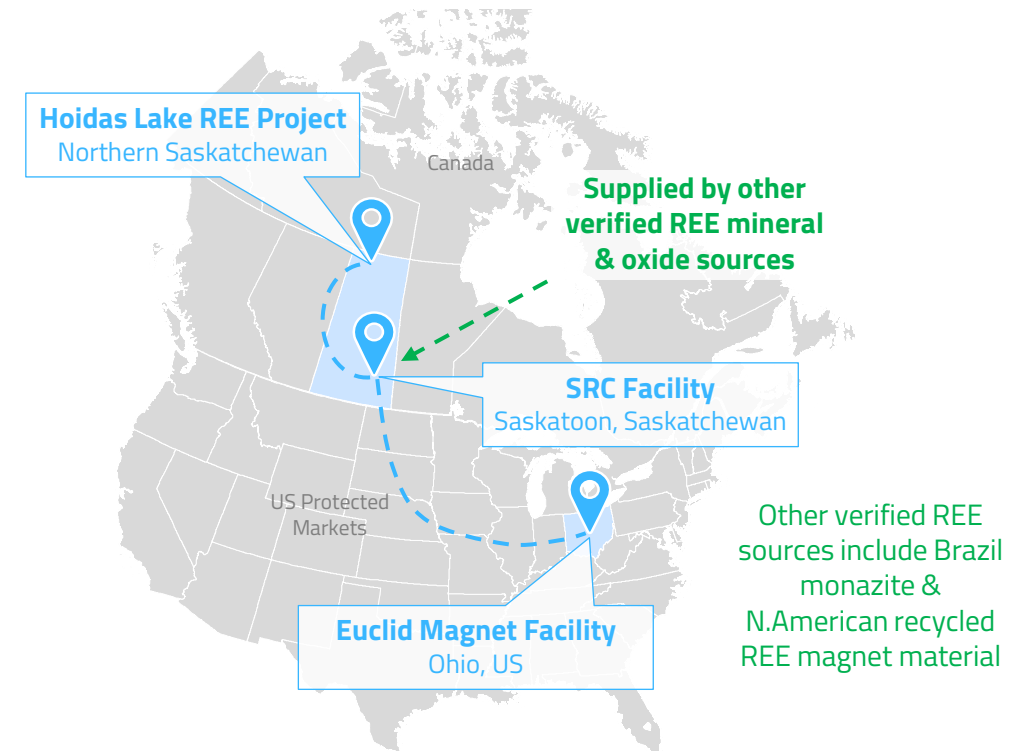 Hoidas Lake REE Project
Northern Saskatchewan
Canada
Supplied by other
verified REE mineral
& oxide sources
SRC Facility
Saskatoon, Saskatchewan
US Protected
Markets
Other verified REE
sources include Brazil
monazite &
N.American recycled
REE magnet material
Euclid Magnet Facility
Ohio, US